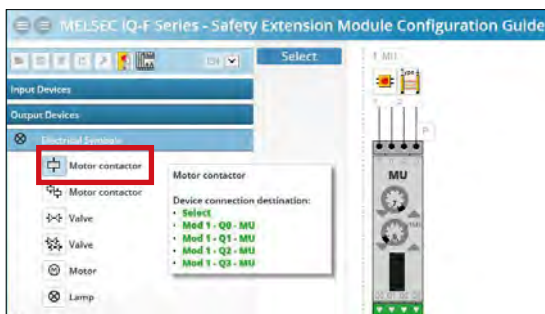 MELSEC iQ-F Series - Safety Extension Module Configuration Guide
Select
1 MU
Input Devices
Output Devices
Electrical Symbols
Motor contactor
Motor contactor
Valve
Valve
Motor
Lamp
Motor contactor
Device connection destination:
· Select
· Mod 1 - Q0 - MU
· Mod 1 - Q1 - MU
· Mod 1 - Q2 - MU
· Mod 1 - Q3 - MU
P
MU